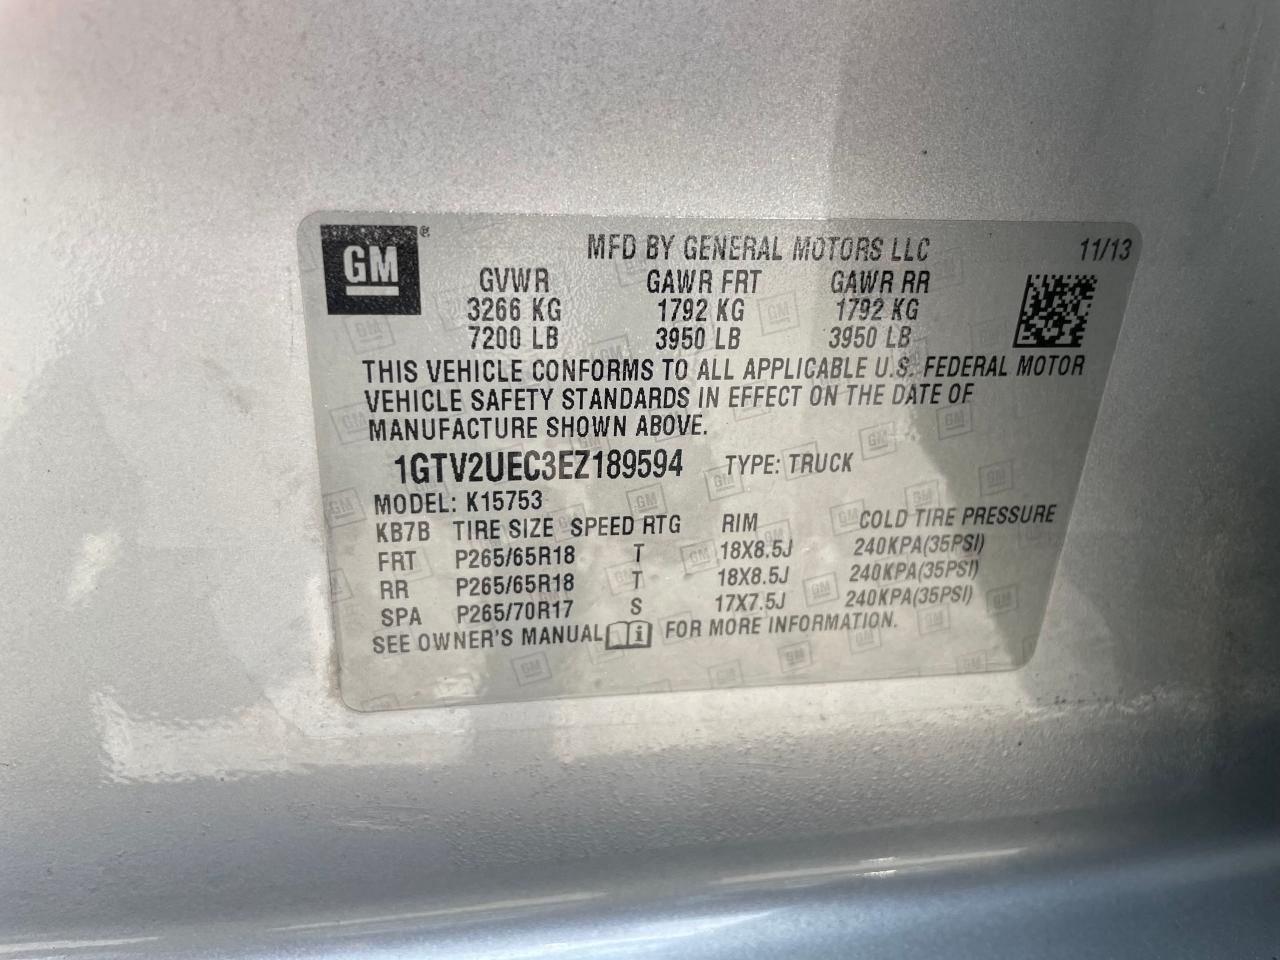 GM®
MFD BY GENERAL MOTORS LLC 11/13
GVWR GAWR FRT GAWR RR
3266 KG 1792 KG 1792 KG
7200 LB 3950 LB 3950 LB
THIS VEHICLE CONFORMS TO ALL APPLICABLE U.S. FEDERAL MOTOR
VEHICLE SAFETY STANDARDS IN EFFECT ON THE DATE OF
MANUFACTURE SHOWN ABOVE.
1GTV2UEC3EZ189594 TYPE: TRUCK
MODEL: K15753
KB7B TIRE SIZE SPEED RTG RIM COLD TIRE PRESSURE
FRT P265/65R18 T 18X8.5J 240KPA(35PSI)
RR P265/65R18 T 18X8.5J 240KPA(35PSI)
SPA P265/70R17 S 17X7.5J 240KPA(35PSI)
SEE OWNER'S MANUAL i FOR MORE INFORMATION.